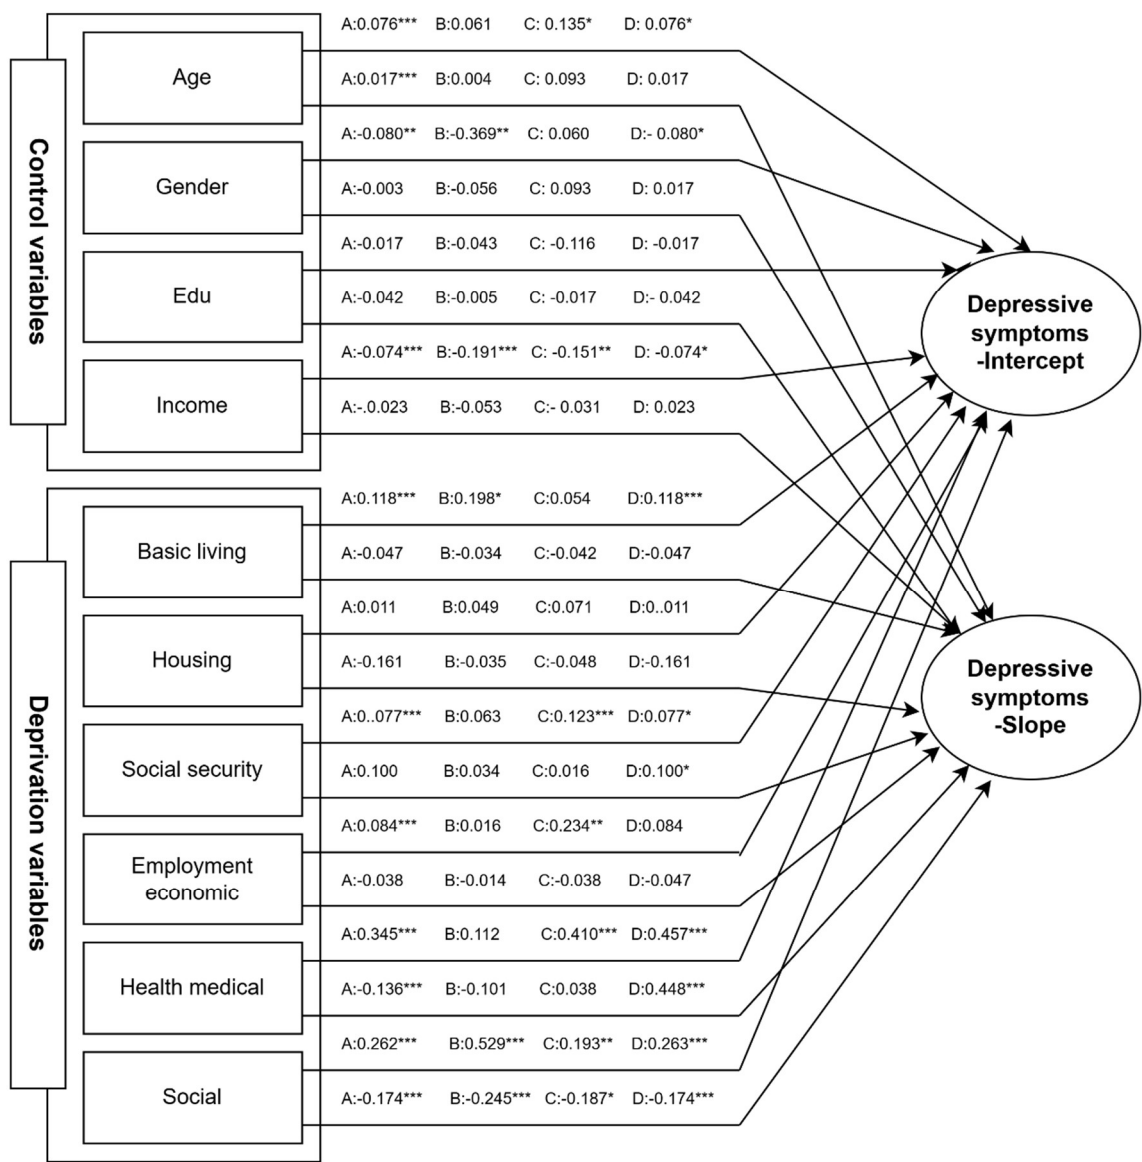 A:0.076*** B:0.061 C: 0.135* D: 0.076*
Age
A:0.017*** B:0.004 C: 0.093 D: 0.017
A:-0.080** B:-0.369** C: 0.060 D:- 0.080*
Gender
A:-0.003 B:-0.056 C: 0.093 D: 0.017
A:-0.017 B:-0.043 C: -0.116 D: -0.017
Edu
A:-0.042 B:-0.005 C: -0.017 D:- 0.042
A:-0.074*** B:-0.191*** C: -0.151** D: -0.074*
Income
A:-.0.023 B:-0.053 C:- 0.031 D: 0.023
Control variables
Depressive
symptoms
-Intercept
A:0.118*** B:0.198* C:0.054 D:0.118***
Basic living
A:-0.047 B:-0.034 C:-0.042 D:-0.047
A:0.011 B:0.049 C:0.071 D:0..011
Housing
A:-0.161 B:-0.035 C:-0.048 D:-0.161
A:0..077*** B:0.063 C:0.123*** D:0.077*
Social security
A:0.100 B:0.034 C:0.016 D:0.100*
A:0.084*** B:0.016 C:0.234** D:0.084
Employment
economic
A:-0.038 B:-0.014 C:-0.038 D:-0.047
A:0.345*** B:0.112 C:0.410*** D:0.457***
Health medical
A:-0.136*** B:-0.101 C:0.038 D:0.448***
A:0.262*** B:0.529*** C:0.193** D:0.263***
Social
A:-0.174*** B:-0.245*** C:-0.187* D:-0.174***
Deprivation variables
Depressive
symptoms
-Slope